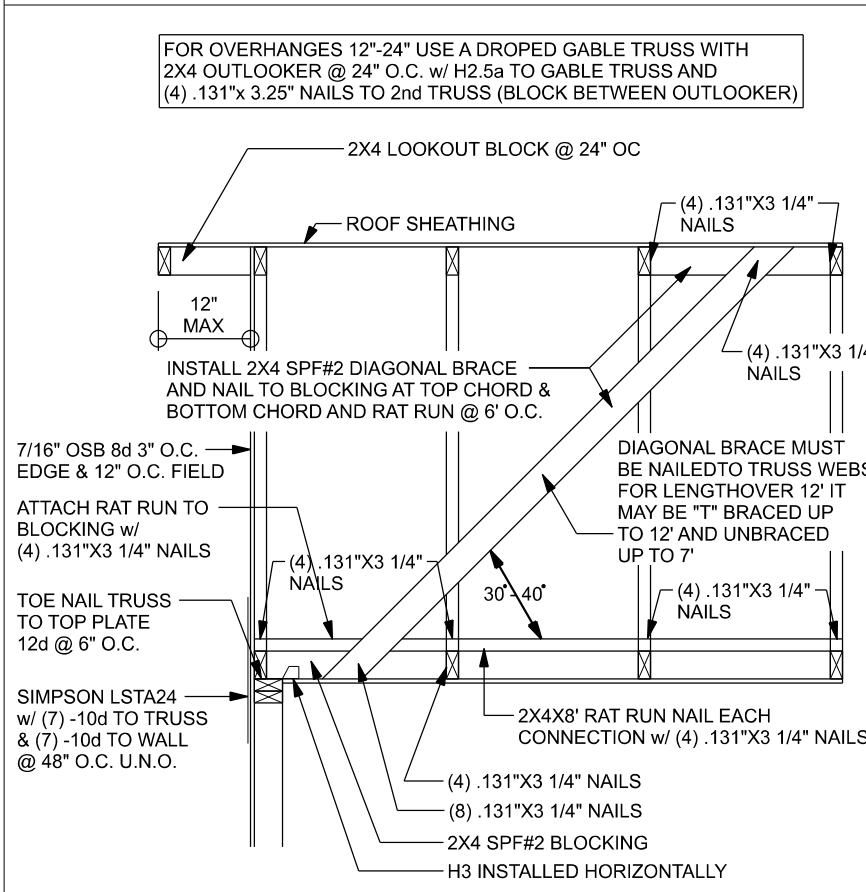 FOR OVERHANGES 12"-24" USE A DROPED GABLE TRUSS WITH
2X4 OUTLOOKER @ 24" O.C. w/ H2.5a TO GABLE TRUSS AND
(4) .131"x 3.25" NAILS TO 2nd TRUSS (BLOCK BETWEEN OUTLOOKER)
2X4 LOOKOUT BLOCK @ 24" OC
(4) .131"X3 1/4"
NAILS
ROOF SHEATHING
12"
MAX
(4) .131"X3 1/4
NAILS
INSTALL 2X4 SPF#2 DIAGONAL BRACE
AND NAIL TO BLOCKING AT TOP CHORD &
BOTTOM CHORD AND RAT RUN @ 6' O.C.
7/16" OSB 8d 3" O.C.
EDGE & 12" O.C. FIELD
DIAGONAL BRACE MUST
BE NAILEDTO TRUSS WEBS
FOR LENGTHOVER 12' IT
MAY BE "T" BRACED UP
TO 12' AND UNBRACED
UP TO 7'
ATTACH RAT RUN TO
BLOCKING w/
(4) .131"X3 1/4" NAILS
(4) .131"X3 1/4"
NAILS
30°-40°
(4) .131"X3 1/4"
NAILS
TOE NAIL TRUSS
TO TOP PLATE
12d @ 6" O.C.
SIMPSON LSTA24
w/ (7) -10d TO TRUSS
& (7) -10d TO WALL
@ 48" O.C. U.N.O.
2X4X8' RAT RUN NAIL EACH
CONNECTION w/ (4) .131"X3 1/4" NAILS
(4) .131"X3 1/4" NAILS
(8) .131"X3 1/4" NAILS
2X4 SPF#2 BLOCKING
H3 INSTALLED HORIZONTALLY